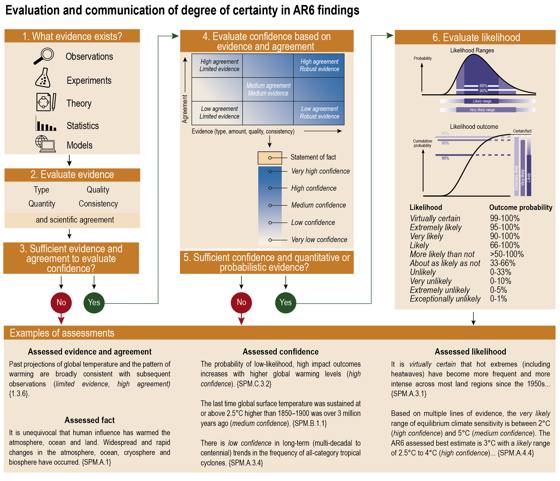 Evaluation and communication of degree of certainty in AR6 findings
1. What evidence exists?
Observations
Experiments
Theory
Statistics
Models
2. Evaluate evidence
Type Quality
Quantity Consistency
and scientific agreement
3. Sufficient evidence and
agreement to evaluate
confidence?
No Yes
4. Evaluate confidence based on
evidence and agreement
Agreement
High agreement
Limited evidence
High agreement
Robust evidence
Medium agreement
Medium evidence
Low agreement
Limited evidence
Low agreement
Robust evidence
Evidence (type, amount, quality, consistency)
Statement of fact
Very high confidence
High confidence
Medium confidence
Low confidence
Very low confidence
5. Sufficient confidence and quantitative or
probabilistic evidence?
No Yes
6. Evaluate likelihood
Likelihood Ranges
Probability
Likely range
Very likely range
Likelihood outcome
Cumulative
probability
Likelihood Outcome probability
Virtually certain 99-100%
Extremely likely 95-100%
Very likely 90-100%
Likely 66-100%
More likely than not >50-100%
About as likely as not 33-66%
Unlikely 0-33%
Very unlikely 0-10%
Extremely unlikely 0-5%
Exceptionally unlikely 0-1%
Examples of assessments
Assessed evidence and agreement
Past projections of global temperature and the pattern of
warming are broadly consistent with subsequent
observations (limited evidence, high agreement)
{1.3.6}.
Assessed fact
It is unequivocal that human influence has warmed the
atmosphere, ocean and land. Widespread and rapid
changes in the atmosphere, ocean, cryosphere and
biosphere have occurred. {SPM.A.1}
Assessed confidence
The probability of low-likelihood, high impact outcomes
increases with higher global warming levels (high
confidence). {SPM.C.3.2}
The last time global surface temperature was sustained at
or above 2.5°C higher than 1850–1900 was over 3 million
years ago (medium confidence). {SPM.B.1.1}
There is low confidence in long-term (multi-decadal to
centennial) trends in the frequency of all-category tropical
cyclones. {SPM.A.3.4}
Assessed likelihood
It is virtually certain that hot extremes (including
heatwaves) have become more frequent and more
intense across most land regions since the 1950s...
{SPM.A.3.1}
Based on multiple lines of evidence, the very likely
range of equilibrium climate sensitivity is between 2°C
(high confidence) and 5°C (medium confidence). The
AR6 assessed best estimate is 3°C with a likely range
of 2.5°C to 4°C (high confidence)... {SPM.A.4.4}